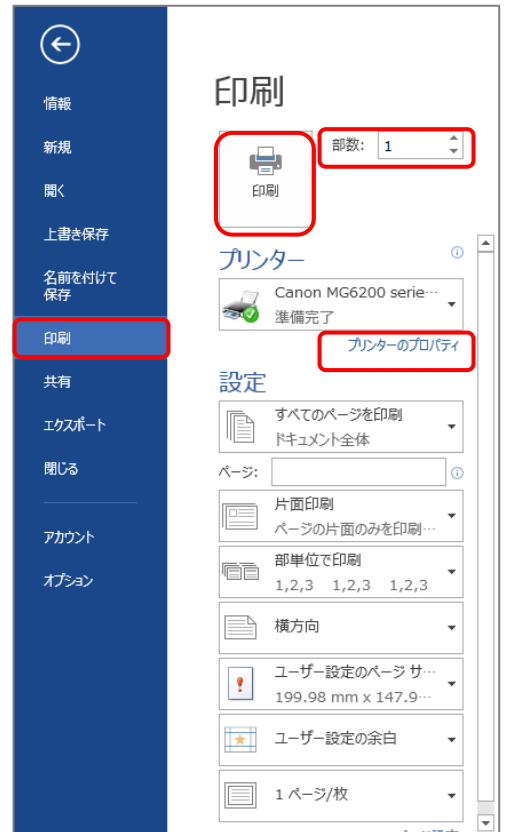 情報
新規
開く
上書き保存
名前を付けて
保存
印刷
共有
エクスポート
閉じる
アカウント
オプション
印刷
印刷
部数: 1
プリンター
Canon MG6200 serie…
準備完了
プリンターのプロパティ
設定
すべてのページを印刷
ドキュメント全体
ページ:
片面印刷
ページの片面のみを印刷…
部単位で印刷
1,2,3 1,2,3 1,2,3
横方向
ユーザー設定のページ サ…
199.98 mm x 147.9…
ユーザー設定の余白
1 ページ/枚